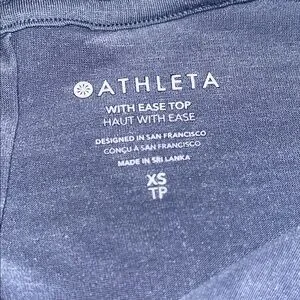 ATHLETA
WITH EASE TOP
HAUT WITH EASE
DESIGNED IN SAN FRANCISCO
CONÇU A SAN FRANCISCO
MADE IN SRI LANKA
XS
TP